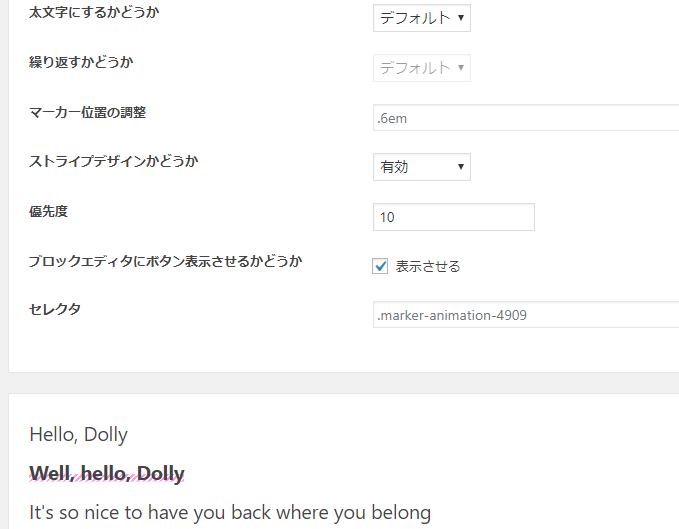 太文字にするかどうか デフォルト
繰り返すかどうか デフォルト
マーカー位置の調整 .6em
ストライプデザインかどうか 有効
優先度 10
ブロックエディタにボタン表示させるかどうか 表示させる
セレクタ .marker-animation-4909
Hello, Dolly
Well, hello, Dolly
It's so nice to have you back where you belong